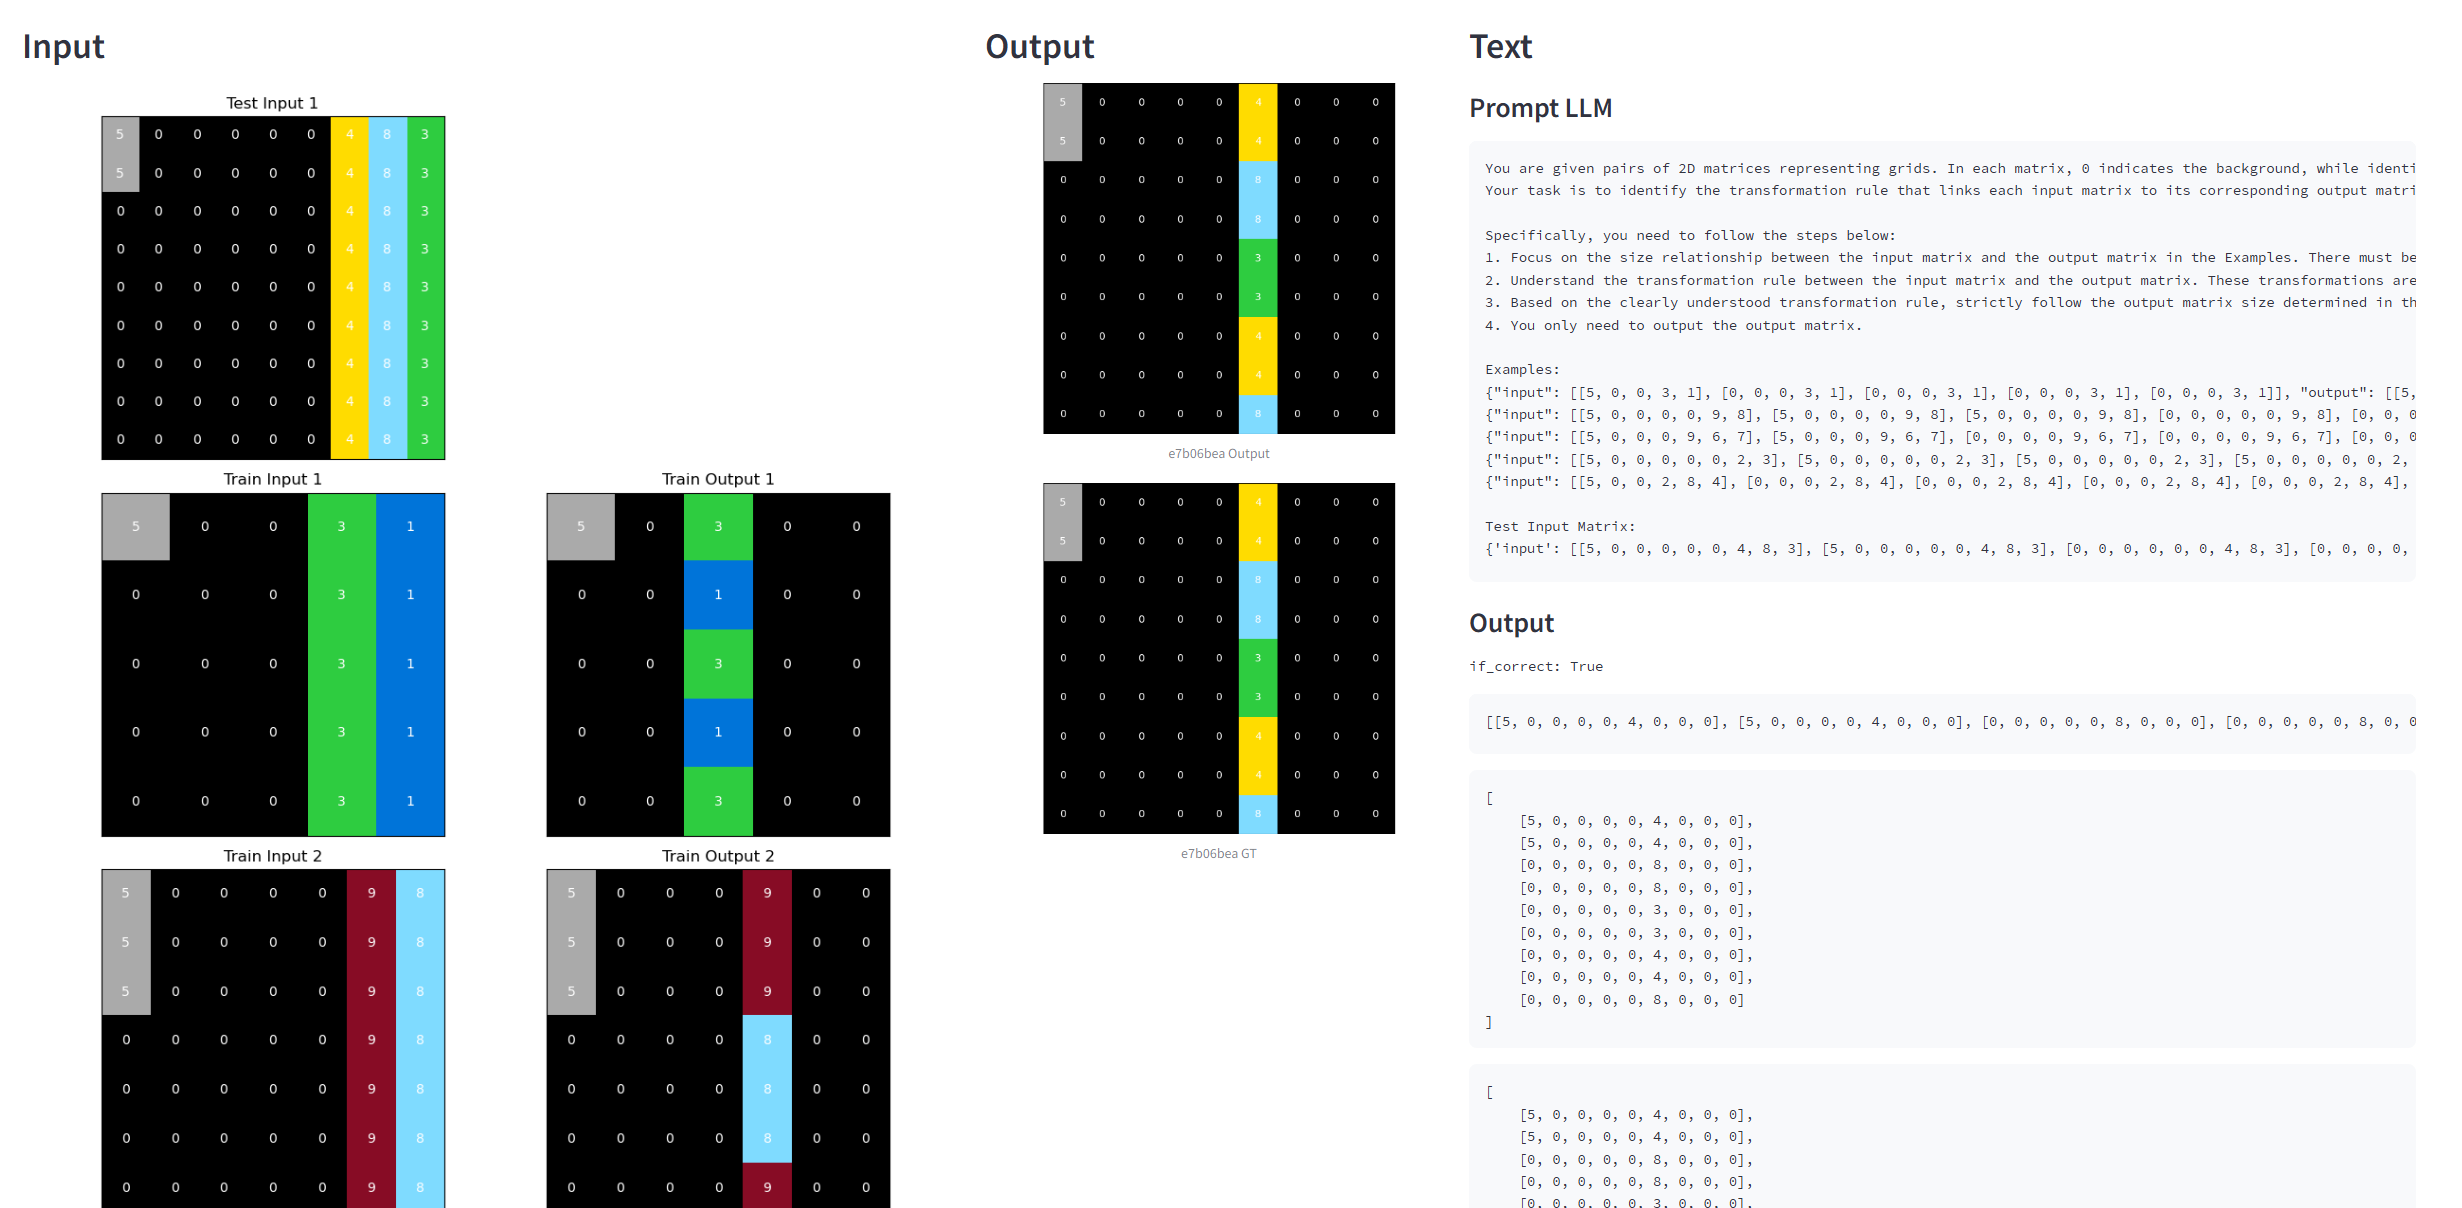 Input
Test Input 1
5 0 0 0 0 0 4 8 3
5 0 0 0 0 0 4 8 3
0 0 0 0 0 0 4 8 3
0 0 0 0 0 0 4 8 3
0 0 0 0 0 0 4 8 3
0 0 0 0 0 0 4 8 3
0 0 0 0 0 0 4 8 3
0 0 0 0 0 0 4 8 3
0 0 0 0 0 0 4 8 3
Train Input 1
5 0 0 3 1
0 0 0 3 1
0 0 0 3 1
0 0 0 3 1
0 0 0 3 1
Train Output 1
5 0 3 0 0
0 0 1 0 0
0 0 3 0 0
0 0 1 0 0
0 0 3 0 0
Train Input 2
5 0 0 0 0 9 8
5 0 0 0 0 9 8
5 0 0 0 0 9 8
0 0 0 0 0 9 8
0 0 0 0 0 9 8
0 0 0 0 0 9 8
0 0 0 0 0 9 8
Train Output 2
5 0 0 0 9 0 0
5 0 0 0 9 0 0
5 0 0 0 9 0 0
0 0 0 0 8 0 0
0 0 0 0 8 0 0
0 0 0 0 8 0 0
0 0 0 0 9 0 0
Output
5 0 0 0 0 4 0 0 0
5 0 0 0 0 4 0 0 0
0 0 0 0 0 8 0 0 0
0 0 0 0 0 8 0 0 0
0 0 0 0 0 3 0 0 0
0 0 0 0 0 3 0 0 0
0 0 0 0 0 4 0 0 0
0 0 0 0 0 4 0 0 0
0 0 0 0 0 8 0 0 0
e7b06bea Output
5 0 0 0 0 4 0 0 0
5 0 0 0 0 4 0 0 0
0 0 0 0 0 8 0 0 0
0 0 0 0 0 8 0 0 0
0 0 0 0 0 3 0 0 0
0 0 0 0 0 3 0 0 0
0 0 0 0 0 4 0 0 0
0 0 0 0 0 4 0 0 0
0 0 0 0 0 8 0 0 0
e7b06bea GT
Text
Prompt LLM
You are given pairs of 2D matrices representing grids. In each matrix, 0 indicates the background, while identi
Your task is to identify the transformation rule that links each input matrix to its corresponding output matri
Specifically, you need to follow the steps below:
1. Focus on the size relationship between the input matrix and the output matrix in the Examples. There must be
2. Understand the transformation rule between the input matrix and the output matrix. These transformations are
3. Based on the clearly understood transformation rule, strictly follow the output matrix size determined in th
4. You only need to output the output matrix.
Examples:
{"input": [[5, 0, 0, 3, 1], [0, 0, 0, 3, 1], [0, 0, 0, 3, 1], [0, 0, 0, 3, 1], [0, 0, 0, 3, 1]], "output": [[5,
{"input": [[5, 0, 0, 0, 0, 9, 8], [5, 0, 0, 0, 0, 9, 8], [5, 0, 0, 0, 0, 9, 8], [0, 0, 0, 0, 0, 9, 8], [0, 0, 0
{"input": [[5, 0, 0, 0, 9, 6, 7], [5, 0, 0, 0, 9, 6, 7], [0, 0, 0, 0, 9, 6, 7], [0, 0, 0, 0, 9, 6, 7], [0, 0, 0
{"input": [[5, 0, 0, 0, 0, 0, 2, 3], [5, 0, 0, 0, 0, 0, 2, 3], [5, 0, 0, 0, 0, 0, 2, 3], [5, 0, 0, 0, 0, 0, 2,
{"input": [[5, 0, 0, 2, 8, 4], [0, 0, 0, 2, 8, 4], [0, 0, 0, 2, 8, 4], [0, 0, 0, 2, 8, 4], [0, 0, 0, 2, 8, 4],
Test Input Matrix:
{'input': [[5, 0, 0, 0, 0, 0, 4, 8, 3], [5, 0, 0, 0, 0, 0, 4, 8, 3], [0, 0, 0, 0, 0, 0, 4, 8, 3], [0, 0, 0, 0,
Output
if_correct: True
[[5, 0, 0, 0, 0, 4, 0, 0, 0], [5, 0, 0, 0, 0, 4, 0, 0, 0], [0, 0, 0, 0, 0, 8, 0, 0, 0], [0, 0, 0, 0, 0, 8, 0, 0
[
[5, 0, 0, 0, 0, 4, 0, 0, 0],
[5, 0, 0, 0, 0, 4, 0, 0, 0],
[0, 0, 0, 0, 0, 8, 0, 0, 0],
[0, 0, 0, 0, 0, 8, 0, 0, 0],
[0, 0, 0, 0, 0, 3, 0, 0, 0],
[0, 0, 0, 0, 0, 3, 0, 0, 0],
[0, 0, 0, 0, 0, 4, 0, 0, 0],
[0, 0, 0, 0, 0, 4, 0, 0, 0],
[0, 0, 0, 0, 0, 8, 0, 0, 0]
]
[
[5, 0, 0, 0, 0, 4, 0, 0, 0],
[5, 0, 0, 0, 0, 4, 0, 0, 0],
[0, 0, 0, 0, 0, 8, 0, 0, 0],
[0, 0, 0, 0, 0, 8, 0, 0, 0],
[0, 0, 0, 0, 0, 3, 0, 0, 0],